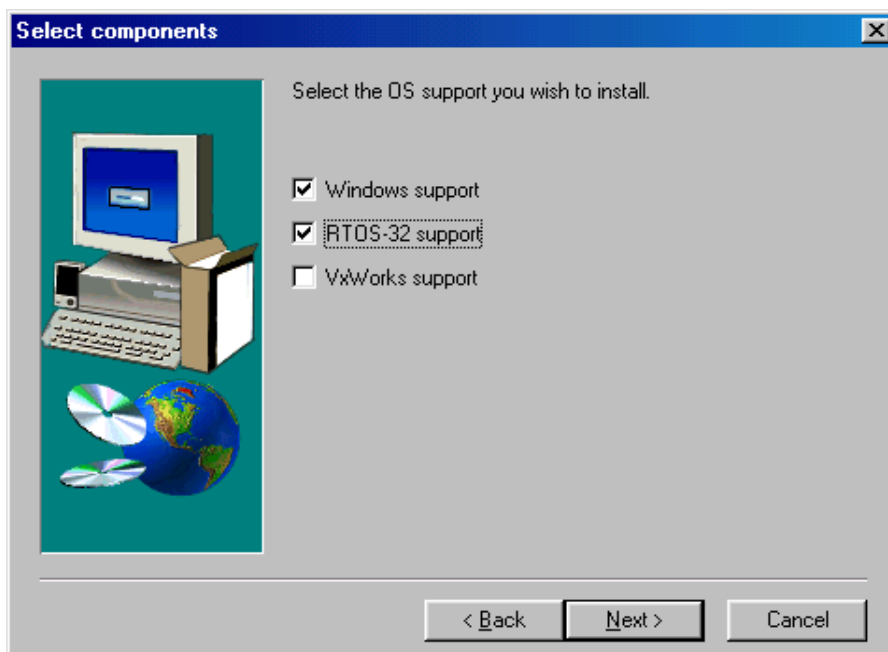 Select components
Select the OS support you wish to install.
Windows support
RTOS-32 support
VxWorks support
< Back
Next >
Cancel